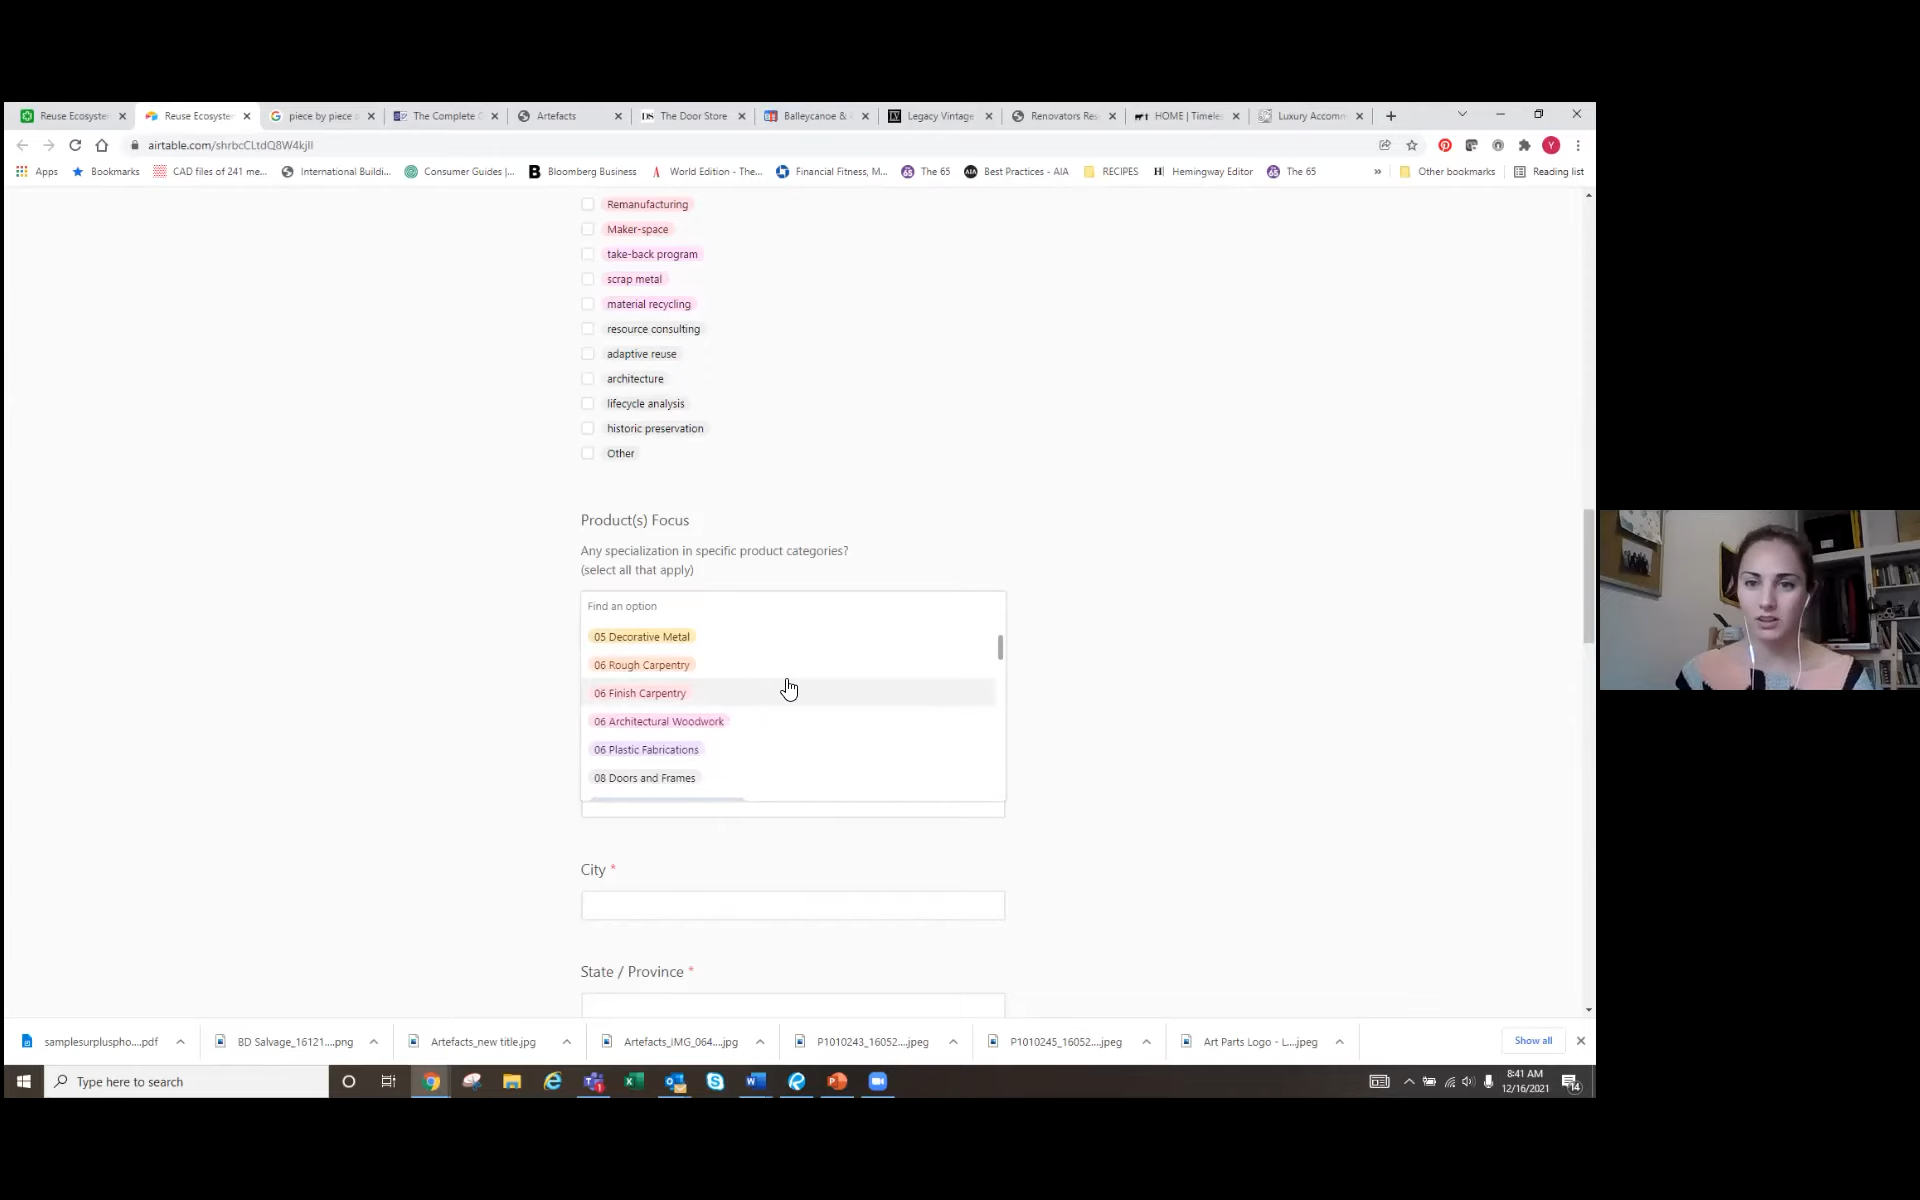 Reuse Ecosyste
Reuse Ecosyste
piece by piece
The Complete
Artefacts
The Door Store
Balleycanoe &
Legacy Vintage
Renovators Res
HOME | Timele
Luxury Accomm
airtable.com/shrbcCLtdQ8W4kjII
Apps
Bookmarks
CAD files of 241 me...
International Buildi...
Consumer Guides |...
Bloomberg Business
World Edition - The...
Financial Fitness, M...
The 65
Best Practices - AIA
RECIPES
Hemingway Editor
The 65
»
Other bookmarks
Reading list
Remanufacturing
Maker-space
take-back program
scrap metal
material recycling
resource consulting
adaptive reuse
architecture
lifecycle analysis
historic preservation
Other
Product(s) Focus
Any specialization in specific product categories?
(select all that apply)
Find an option
05 Decorative Metal
06 Rough Carpentry
06 Finish Carpentry
06 Architectural Woodwork
06 Plastic Fabrications
08 Doors and Frames
City *
State / Province *
samplesurpluspho....pdf
BD Salvage_16121....png
Artefacts_new title.jpg
Artefacts_IMG_064....jpg
P1010243_16052....jpeg
P1010245_16052....jpeg
Art Parts Logo - L....jpeg
Show all
Type here to search
8:41 AM
12/16/2021
14